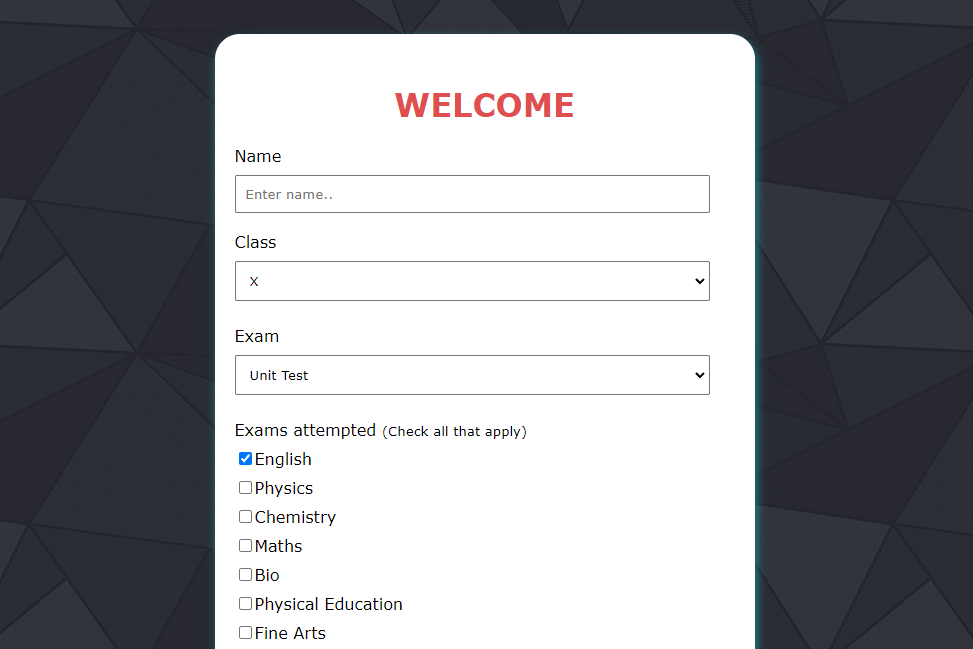 WELCOME
Name
Enter name..
Class
X
Exam
Unit Test
Exams attempted (Check all that apply)
English
Physics
Chemistry
Maths
Bio
Physical Education
Fine Arts